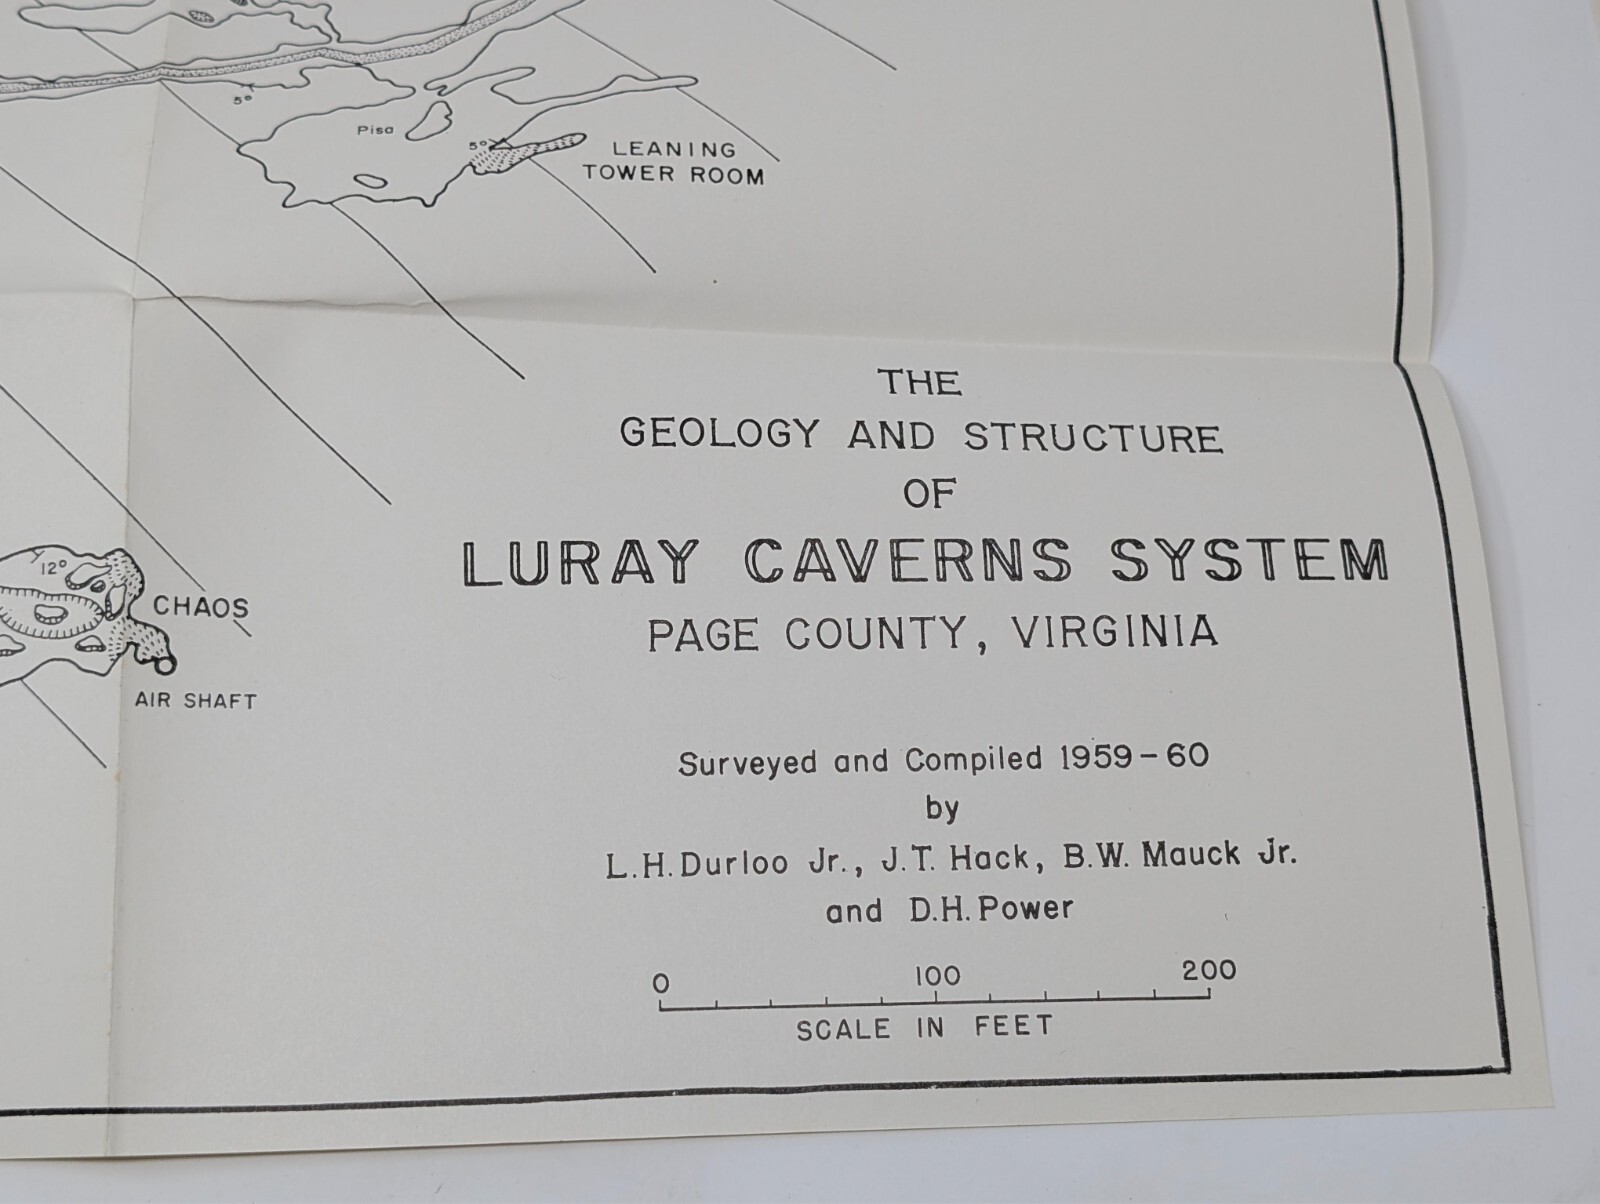 5°
Pisa
5°
LEANING
TOWER ROOM
THE
GEOLOGY AND STRUCTURE
OF
LURAY CAVERNS SYSTEM
PAGE COUNTY, VIRGINIA
12°
CHAOS
AIR SHAFT
Surveyed and Compiled 1959-60
by
L.H. Durloo Jr., J.T. Hack, B.W. Mauck Jr.
and D.H. Power
0 100 200
SCALE IN FEET